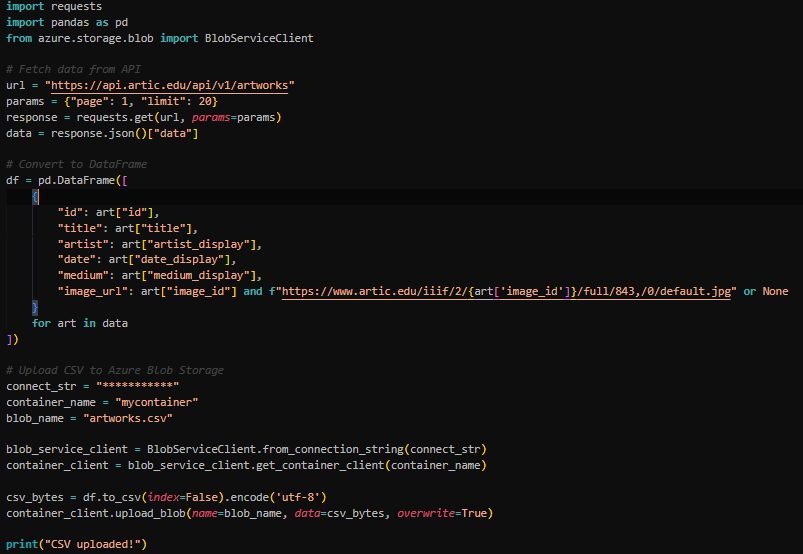 import requests
import pandas as pd
from azure.storage.blob import BlobServiceClient

# Fetch data from API
url = "https://api.artic.edu/api/v1/artworks"
params = {"page": 1, "limit": 20}
response = requests.get(url, params=params)
data = response.json()["data"]

# Convert to DataFrame
df = pd.DataFrame([
    {
        "id": art["id"],
        "title": art["title"],
        "artist": art["artist_display"],
        "date": art["date_display"],
        "medium": art["medium_display"],
        "image_url": art["image_id"] and f"https://www.artic.edu/iiif/2/{art['image_id']}/full/843,/0/default.jpg" or None
    }
    for art in data
])

# Upload CSV to Azure Blob Storage
connect_str = "***********"
container_name = "mycontainer"
blob_name = "artworks.csv"

blob_service_client = BlobServiceClient.from_connection_string(connect_str)
container_client = blob_service_client.get_container_client(container_name)

csv_bytes = df.to_csv(index=False).encode('utf-8')
container_client.upload_blob(name=blob_name, data=csv_bytes, overwrite=True)

print("CSV uploaded!")